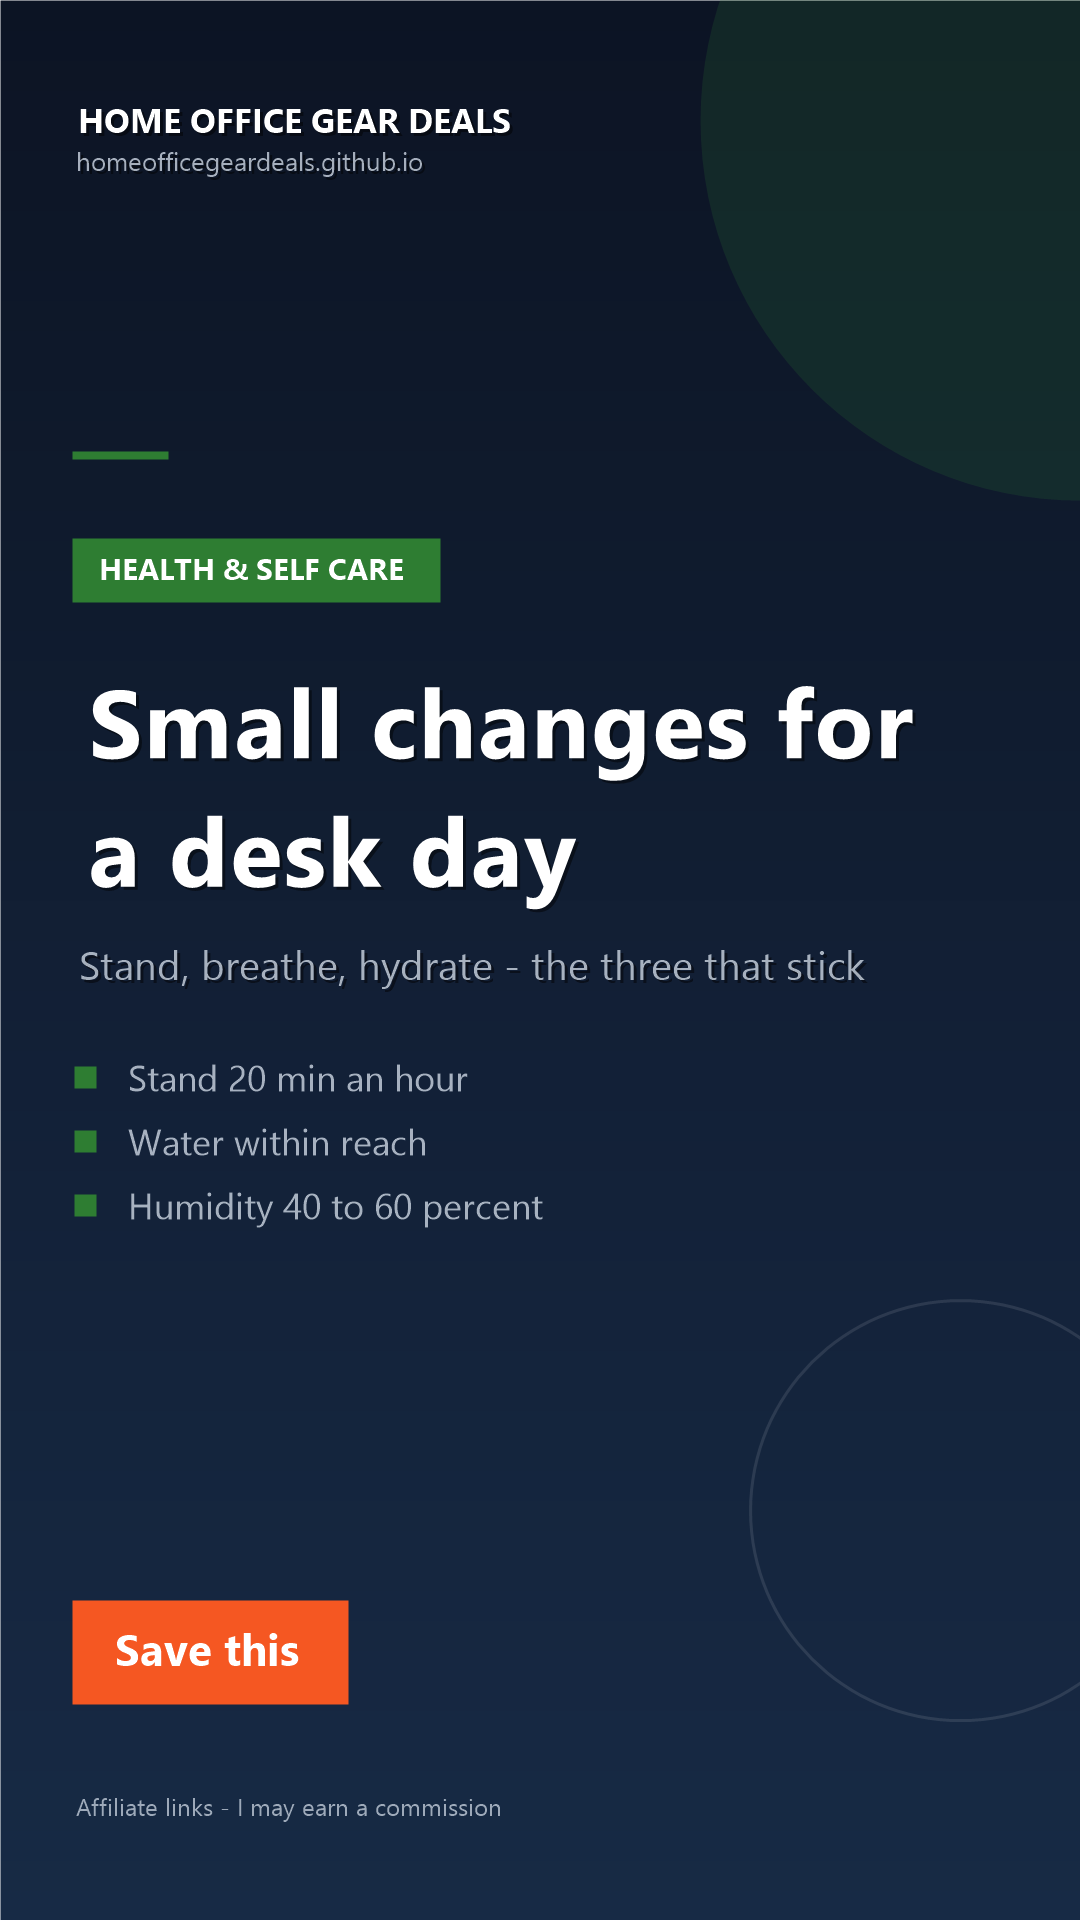 HOME OFFICE GEAR DEALS
homeofficegeardeals.github.io
HEALTH & SELF CARE
Small changes for
a desk day
Stand, breathe, hydrate - the three that stick
Stand 20 min an hour
Water within reach
Humidity 40 to 60 percent
Save this
Affiliate links - I may earn a commission